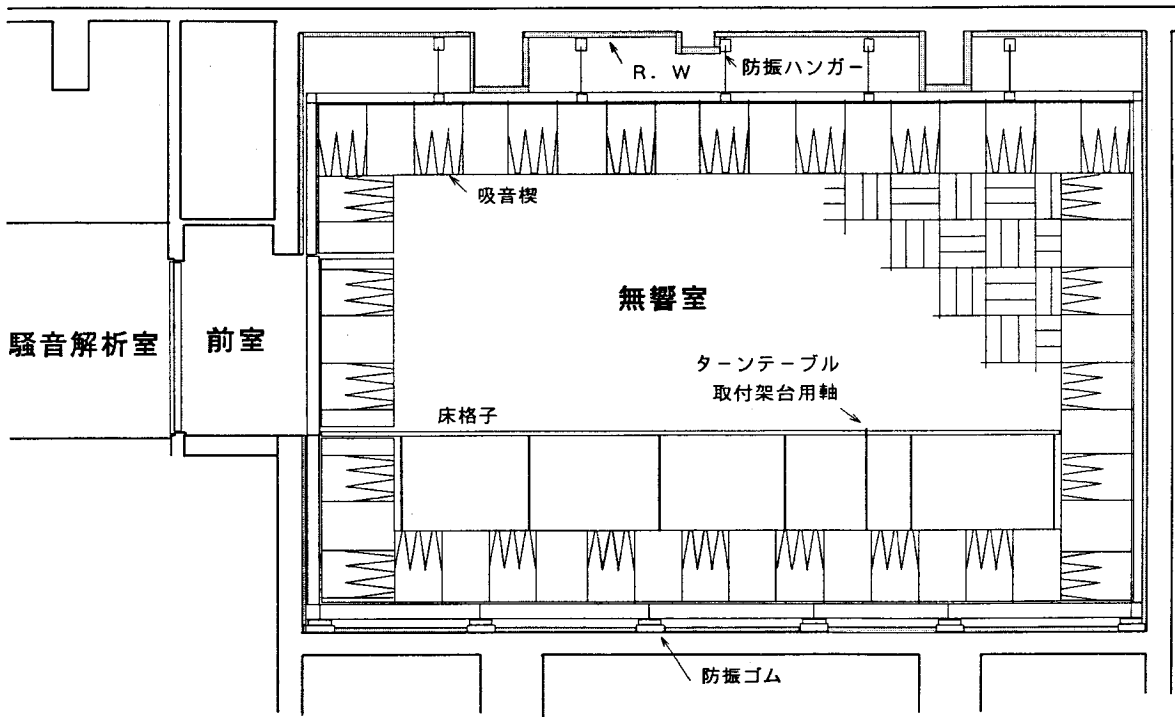 R. W
防振ハンガー
吸音楔
無響室
騒音解析室
前室
ターンテーブル
取付架台用軸
床格子
防振ゴム